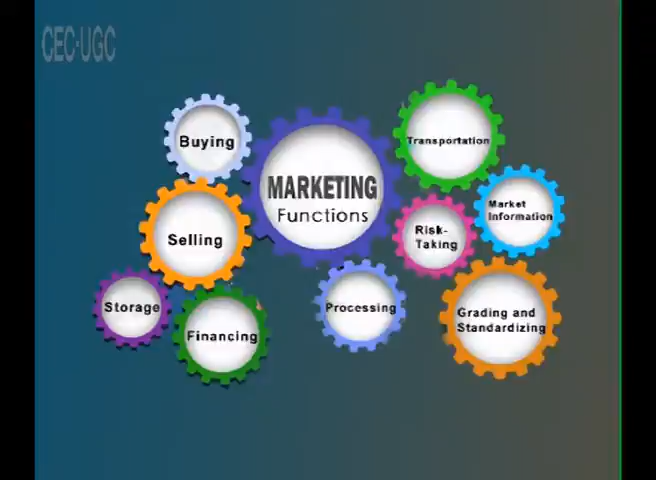 CEC-UGC
Buying
Transportation
MARKETING
Functions
Market
Information
Selling
Risk-
Taking
Storage
Processing
Financing
Grading and
Standardizing